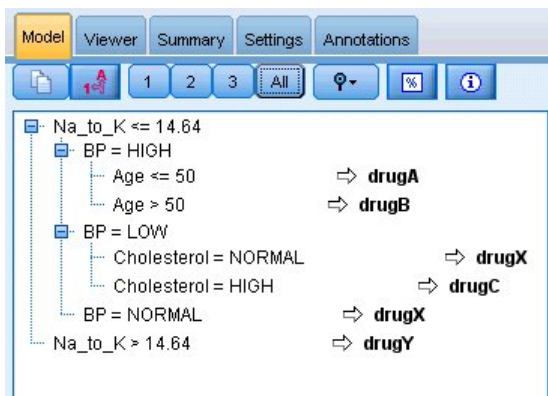 Model Viewer Summary Settings Annotations
1 2 3 All %
Na_to_K <= 14.64
BP = HIGH
Age <= 50 ⇨ drugA
Age > 50 ⇨ drugB
BP = LOW
Cholesterol = NORMAL ⇨ drugX
Cholesterol = HIGH ⇨ drugC
BP = NORMAL ⇨ drugX
Na_to_K > 14.64 ⇨ drugY